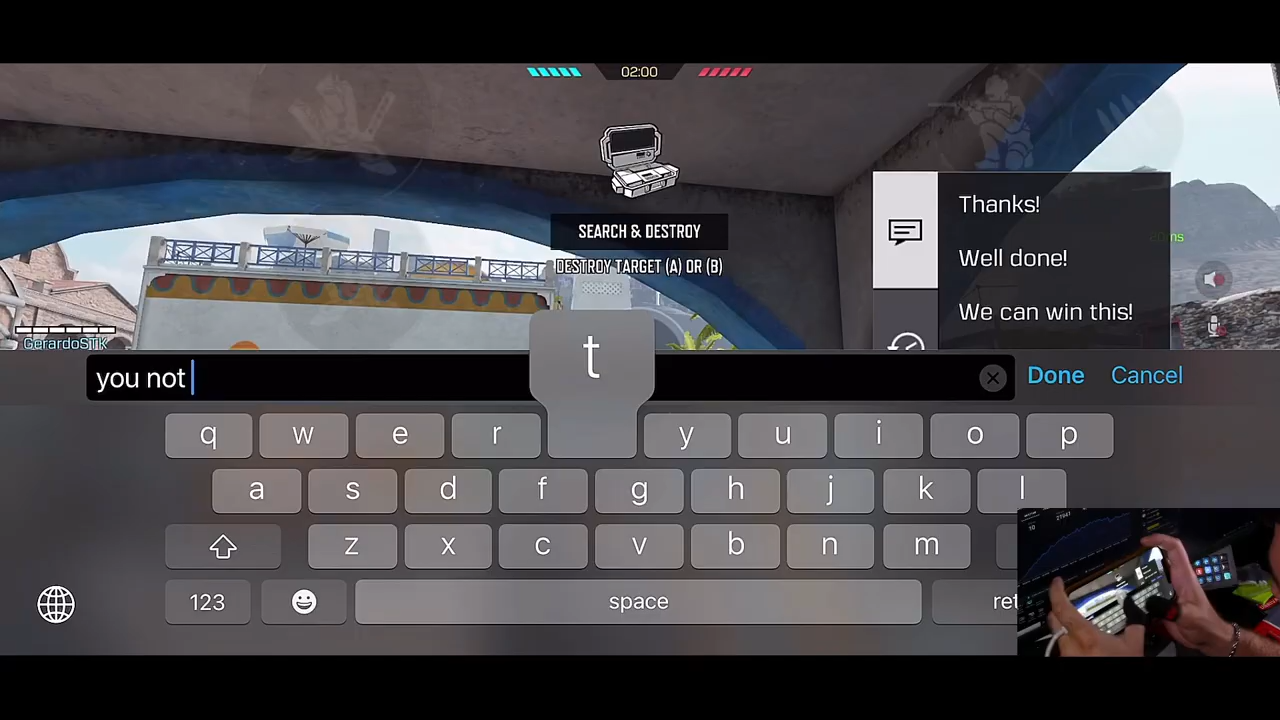 02:00
SEARCH & DESTROY
DESTROY TARGET (A) OR (B)
Thanks!
Well done!
We can win this!
GerardoSTK
you not
Done Cancel
t
q w e r y u i o p
a s d f g h j k l
z x c v b n m
123 space ret